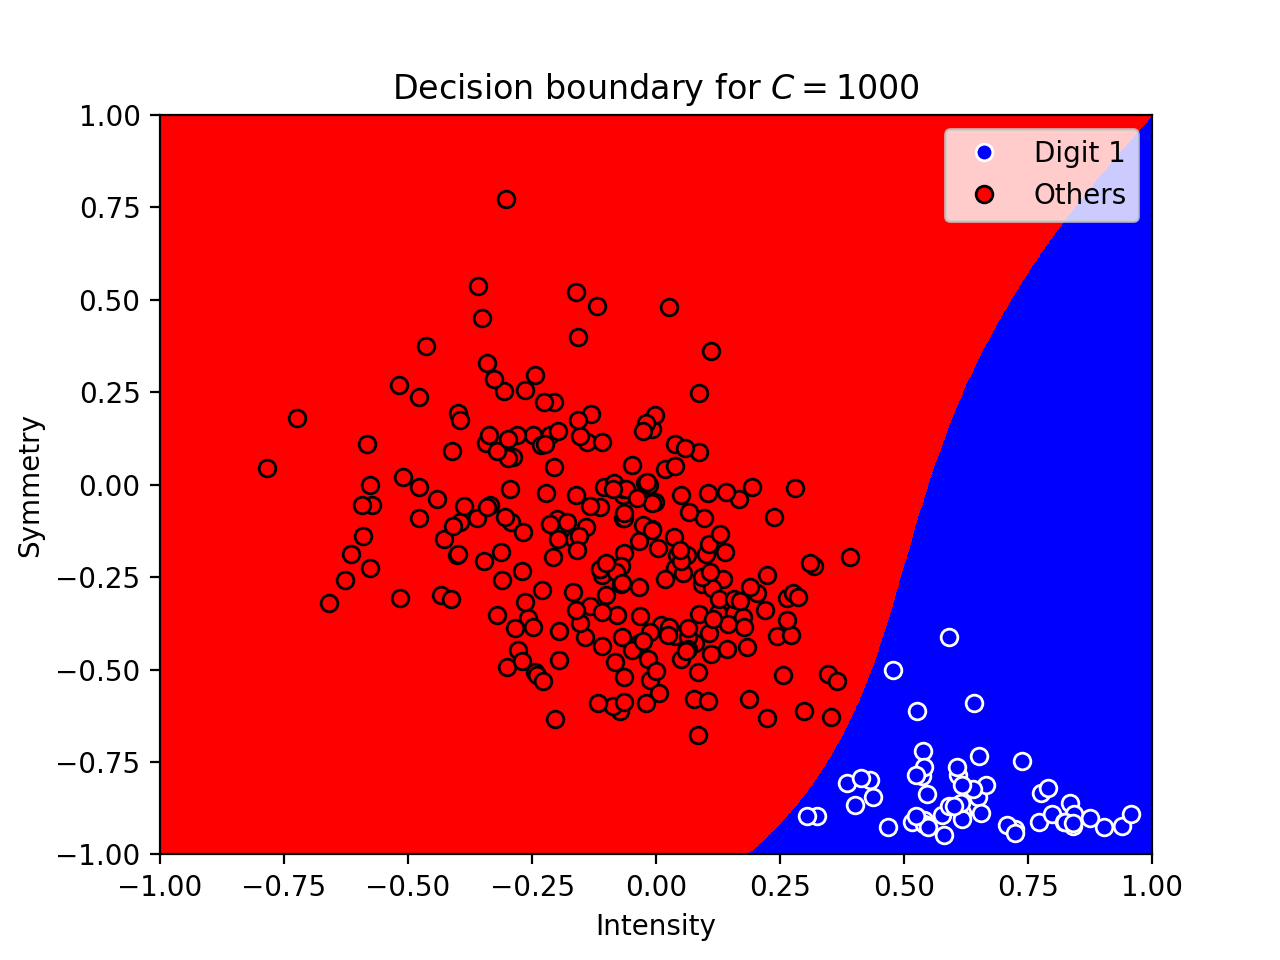 Decision boundary for C = 1000
Digit 1
Others
1.00
0.75
0.50
0.25
0.00
−0.25
−0.50
−0.75
−1.00
Symmetry
−1.00 −0.75 −0.50 −0.25 0.00 0.25 0.50 0.75 1.00
Intensity